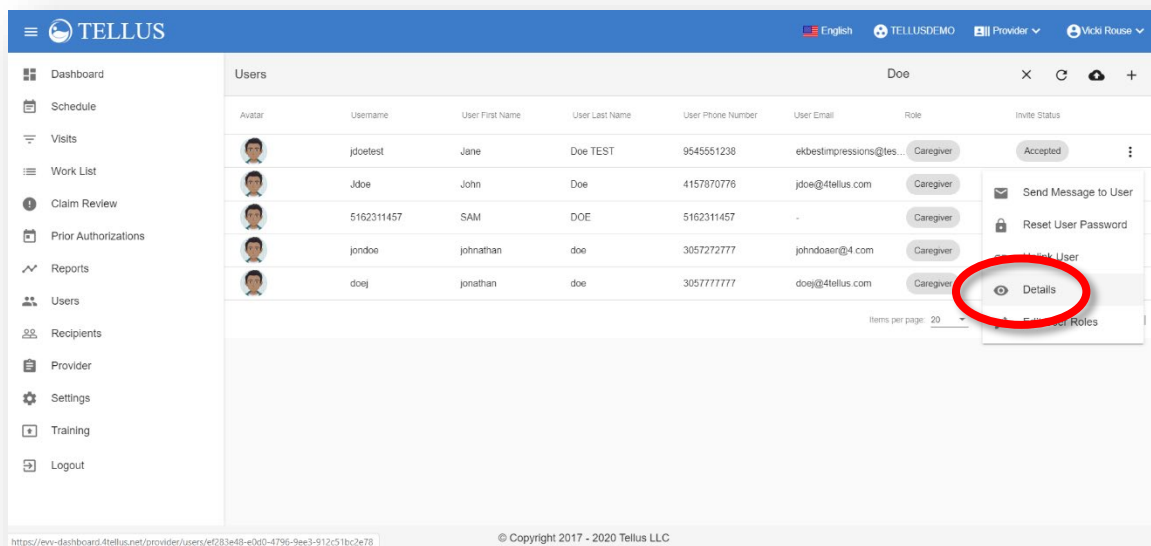 TELLUS English TELLUSDEMO Provider Vicki Rouse
Dashboard
Schedule
Visits
Work List
Claim Review
Prior Authorizations
Reports
Users
Recipients
Provider
Settings
Training
Logout
Users Doe
Avatar Username User First Name User Last Name User Phone Number User Email Role Invite Status
jdoetest Jane Doe TEST 9545551238 ekbestimpressions@tes... Caregiver Accepted
Jdoe John Doe 4157870776 jdoe@4tellus.com Caregiver
5162311457 SAM DOE 5162311457 - Caregiver
jondoe johnathan doe 3057272777 johndoaer@4.com Caregiver
doej jonathan doe 3057777777 doej@4tellus.com Caregiver
Items per page: 20
Send Message to User
Reset User Password
Unlink User
Details
Edit User Roles
https://evv-dashboard.4tellus.net/provider/users/ef283e48-e0d0-4796-9ee3-912c51bc2e78
© Copyright 2017 - 2020 Tellus LLC